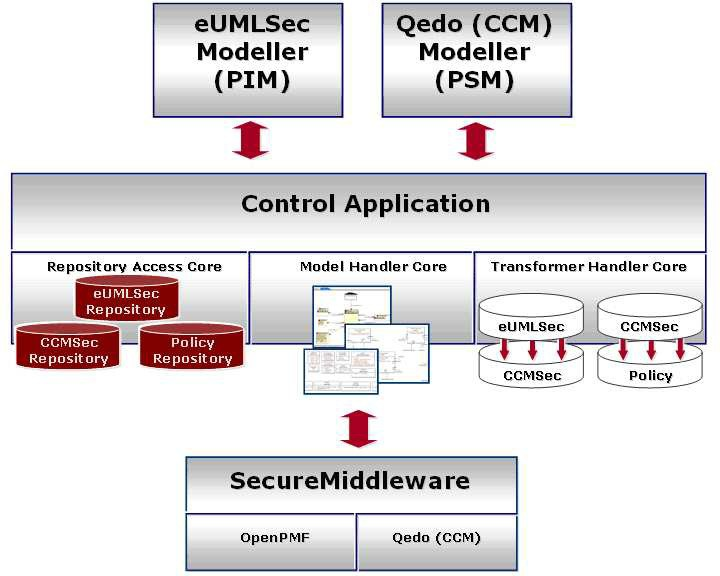 eUMLSec
Modeller
(PIM)
Qedo (CCM)
Modeller
(PSM)
Control Application
Repository Access Core
Model Handler Core
Transformer Handler Core
eUMLSec
Repository
CCMSec
Repository
Policy
Repository
eUMLSec
CCMSec
CCMSec
Policy
SecureMiddleware
OpenPMF
Qedo (CCM)